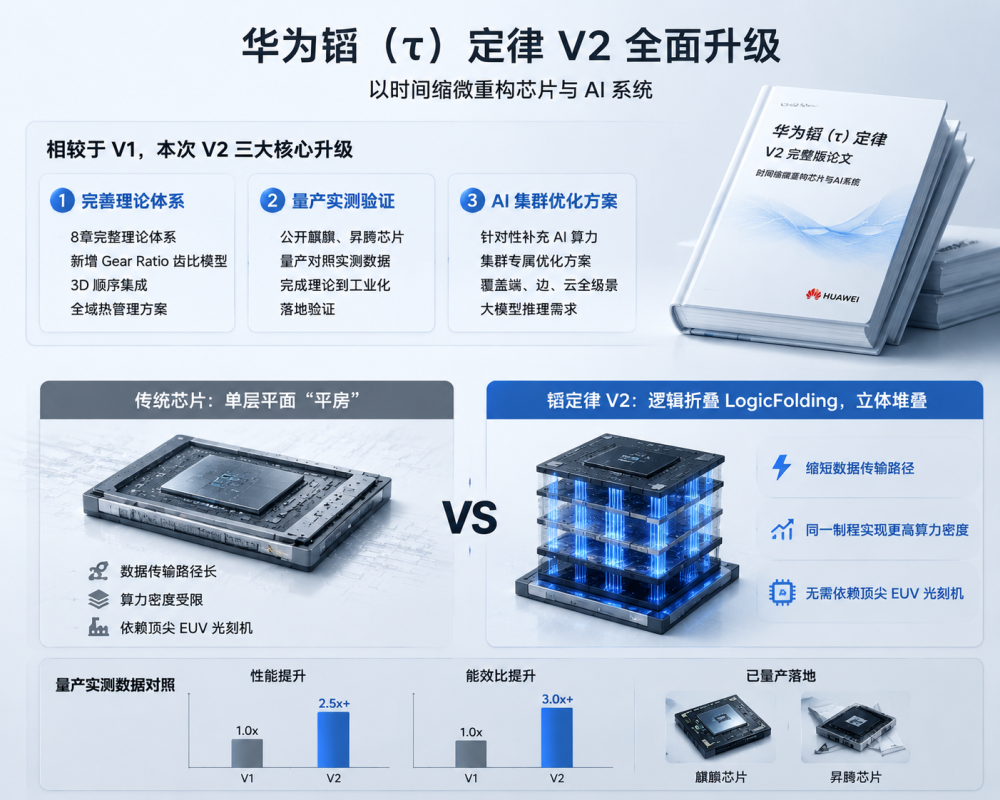 华为韬（τ）定律 V2 全面升级
以时间缩微重构芯片与 AI 系统
相较于 V1，本次 V2 三大核心升级
1 完善理论体系
8章完整理论体系
新增 Gear Ratio 齿比模型
3D 顺序集成
全域热管理方案
2 量产实测验证
公开麒麟、昇腾芯片
量产对照实测数据
完成理论到工业化
落地验证
3 AI 集群优化方案
针对性补充 AI 算力
集群专属优化方案
覆盖端、边、云全级景
大模型推理需求
华为韬（τ）定律
V2 完整版论文
HUAWEI
传统芯片：单层平面“平房”
数据传输路径长
算力密度受限
依赖顶尖 EUV 光刻机
VS
韬定律 V2：逻辑折叠 LogicFolding，立体堆叠
缩短数据传输路径
同一制程实现更高算力密度
无需依赖顶尖 EUV 光刻机
量产实测数据对照
性能提升
1.0x
2.5x+
V1
V2
能效比提升
1.0x
3.0x+
V1
V2
已量产落地
麒麟芯片
昇腾芯片